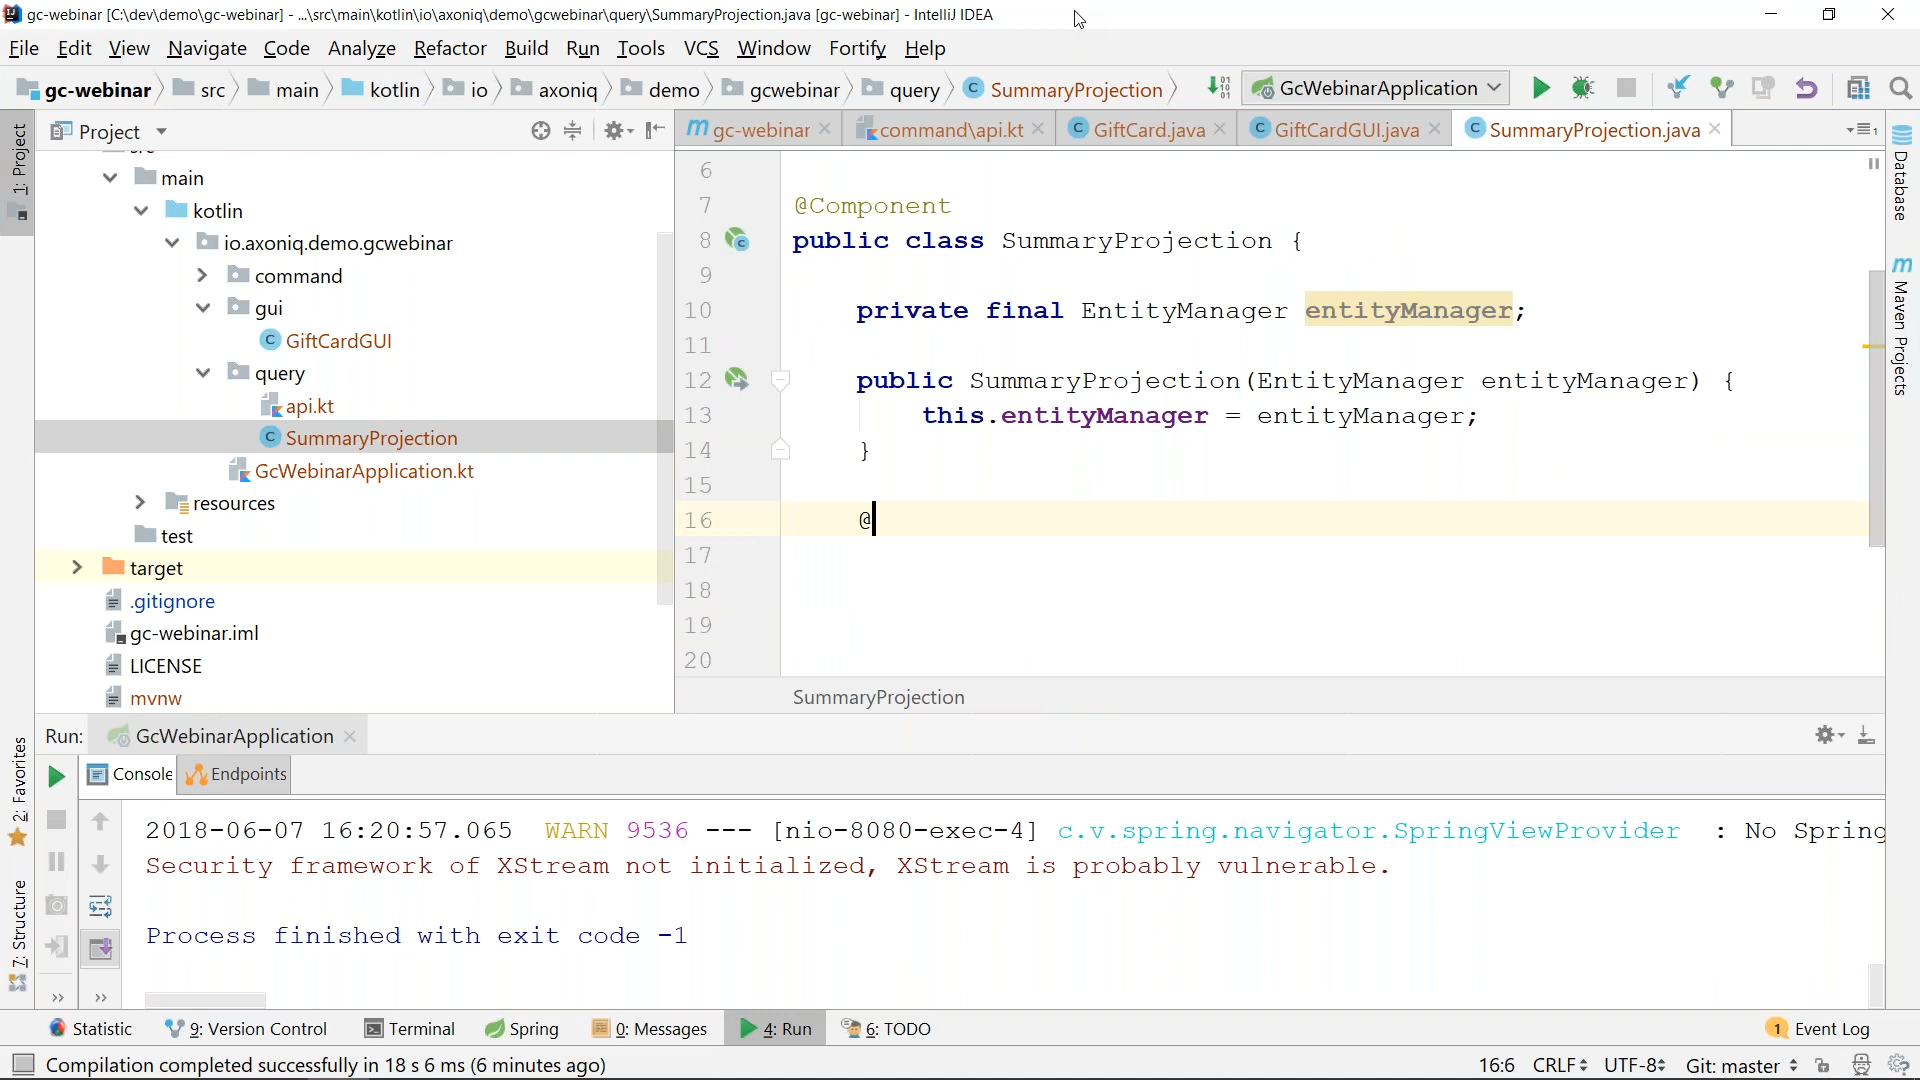 gc-webinar [C:\dev\demo\gc-webinar] - ...\src\main\kotlin\io\axoniq\demo\gcwebinar\query\SummaryProjection.java [gc-webinar] - IntelliJ IDEA
File Edit View Navigate Code Analyze Refactor Build Run Tools VCS Window Fortify Help
gc-webinar src main kotlin io axoniq demo gcwebinar query SummaryProjection GcWebinarApplication
1: Project
Project
gc-webinar command\api.kt GiftCard.java GiftCardGUI.java SummaryProjection.java
main
kotlin
io.axoniq.demo.gcwebinar
command
gui
GiftCardGUI
query
api.kt
SummaryProjection
GcWebinarApplication.kt
resources
test
target
.gitignore
gc-webinar.iml
LICENSE
mvnw
6
7 @Component
8 public class SummaryProjection {
9
10 private final EntityManager entityManager;
11
12 public SummaryProjection(EntityManager entityManager) {
13 this.entityManager = entityManager;
14 }
15
16 @
17
18
19
20
SummaryProjection
Database
Maven Projects
2: Favorites
7: Structure
Run: GcWebinarApplication
Console Endpoints
2018-06-07 16:20:57.065 WARN 9536 --- [nio-8080-exec-4] c.v.spring.navigator.SpringViewProvider : No Spring
Security framework of XStream not initialized, XStream is probably vulnerable.
Process finished with exit code -1
Statistic 9: Version Control Terminal Spring 0: Messages 4: Run 6: TODO 1 Event Log
Compilation completed successfully in 18 s 6 ms (6 minutes ago) 16:6 CRLF UTF-8 Git: master